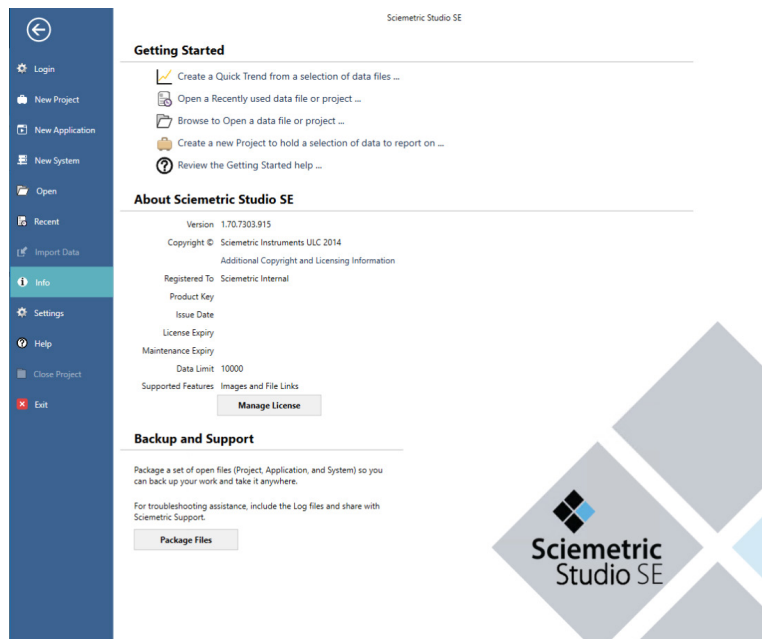 Sciemetric Studio SE
Login
New Project
New Application
New System
Open
Recent
Import Data
Info
Settings
Help
Close Project
Exit
Getting Started
Create a Quick Trend from a selection of data files ...
Open a Recently used data file or project ...
Browse to Open a data file or project ...
Create a new Project to hold a selection of data to report on ...
Review the Getting Started help ...
About Sciemetric Studio SE
Version 1.70.7303.915
Copyright © Sciemetric Instruments ULC 2014
Additional Copyright and Licensing Information
Registered To Sciemetric Internal
Product Key
Issue Date
License Expiry
Maintenance Expiry
Data Limit 10000
Supported Features Images and File Links
Manage License
Backup and Support
Package a set of open files (Project, Application, and System) so you
can back up your work and take it anywhere.
For troubleshooting assistance, include the Log files and share with
Sciemetric Support.
Package Files
Sciemetric
Studio SE